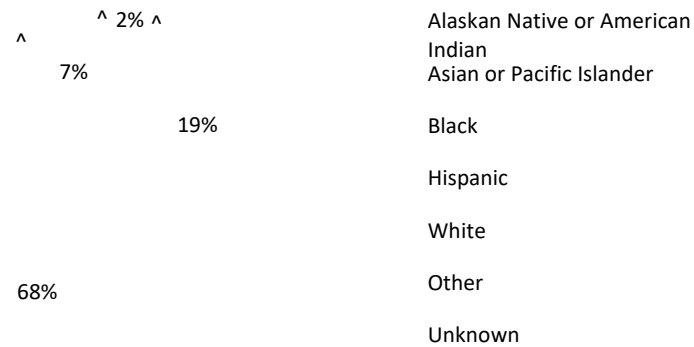 ^ 2% ^
^
7%
19%
68%
Alaskan Native or American
Indian
Asian or Pacific Islander
Black
Hispanic
White
Other
Unknown